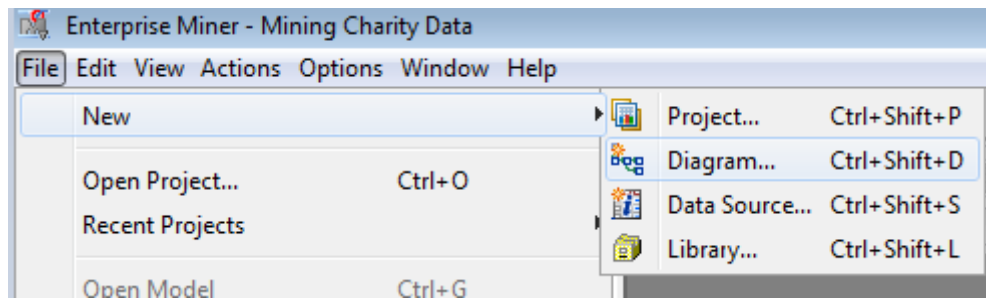 Enterprise Miner - Mining Charity Data
File Edit View Actions Options Window Help
New
Project... Ctrl+Shift+P
Diagram... Ctrl+Shift+D
Open Project... Ctrl+O
Data Source... Ctrl+Shift+S
Recent Projects
Library... Ctrl+Shift+L
Open Model Ctrl+G